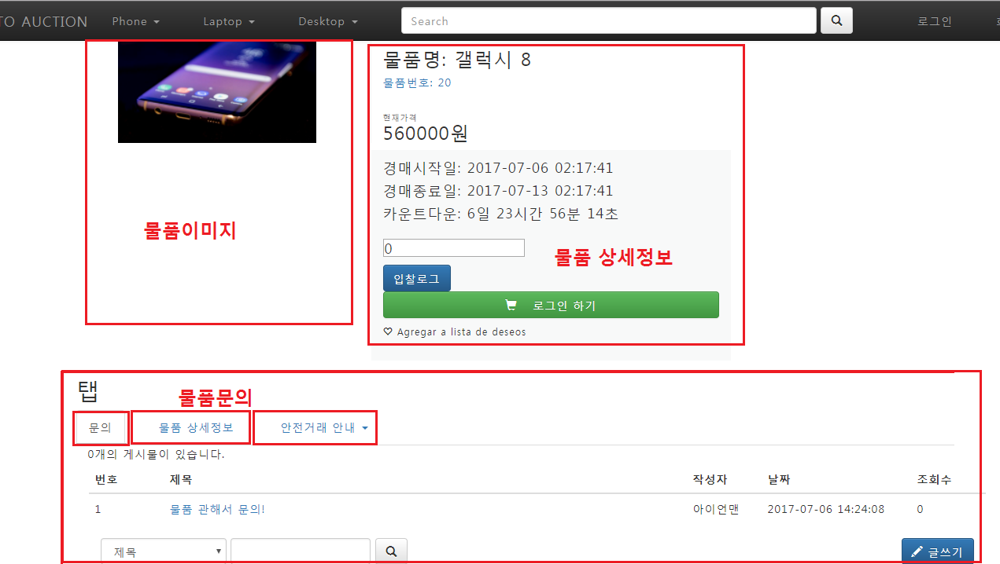 TO AUCTION Phone Laptop Desktop Search 로그인
물품명: 갤럭시 8
물품번호: 20
현재가격
560000원
경매시작일: 2017-07-06 02:17:41
경매종료일: 2017-07-13 02:17:41
카운트다운: 6일 23시간 56분 14초
물품이미지
0
물품 상세정보
입찰로그
로그인 하기
Agregar a lista de deseos
탭
물품문의
문의 물품 상세정보 안전거래 안내
0개의 게시물이 있습니다.
번호 제목 작성자 날짜 조회수
1 물품 관해서 문의! 아이언맨 2017-07-06 14:24:08 0
제목 글쓰기